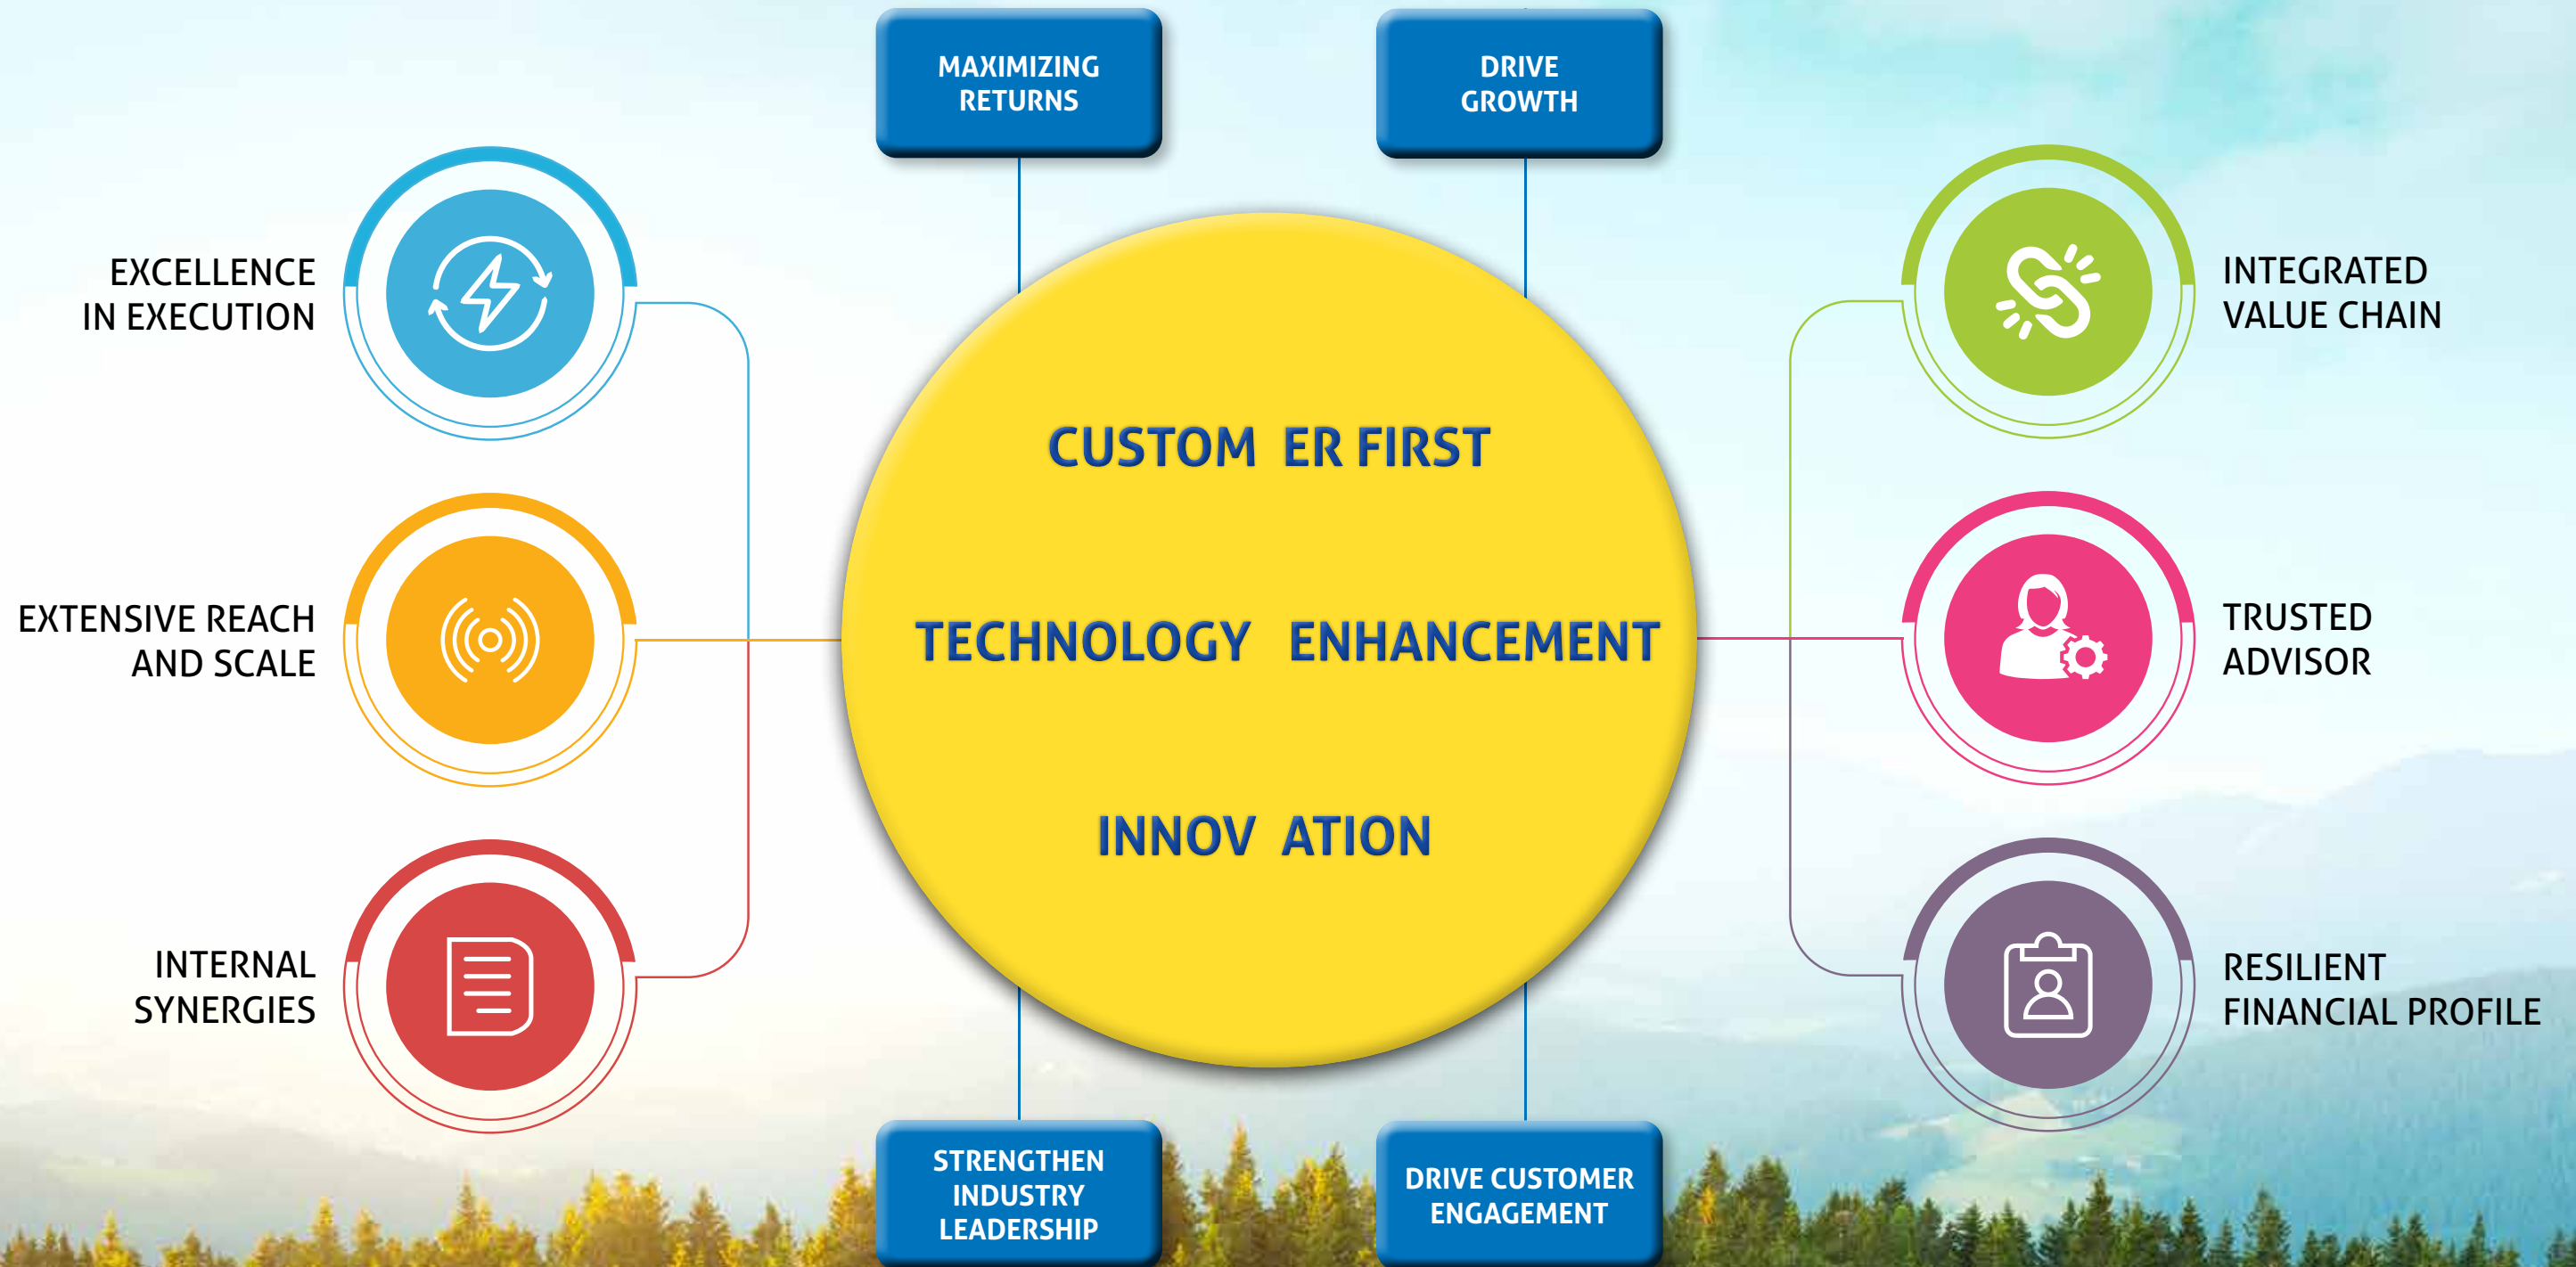 MAXIMIZING
RETURNS
DRIVE
GROWTH
EXCELLENCE
IN EXECUTION
EXTENSIVE REACH
AND SCALE
INTERNAL
SYNERGIES
CUSTOM ER FIRST
TECHNOLOGY ENHANCEMENT
INNOV ATION
INTEGRATED
VALUE CHAIN
TRUSTED
ADVISOR
RESILIENT
FINANCIAL PROFILE
STRENGTHEN
INDUSTRY
LEADERSHIP
DRIVE CUSTOMER
ENGAGEMENT